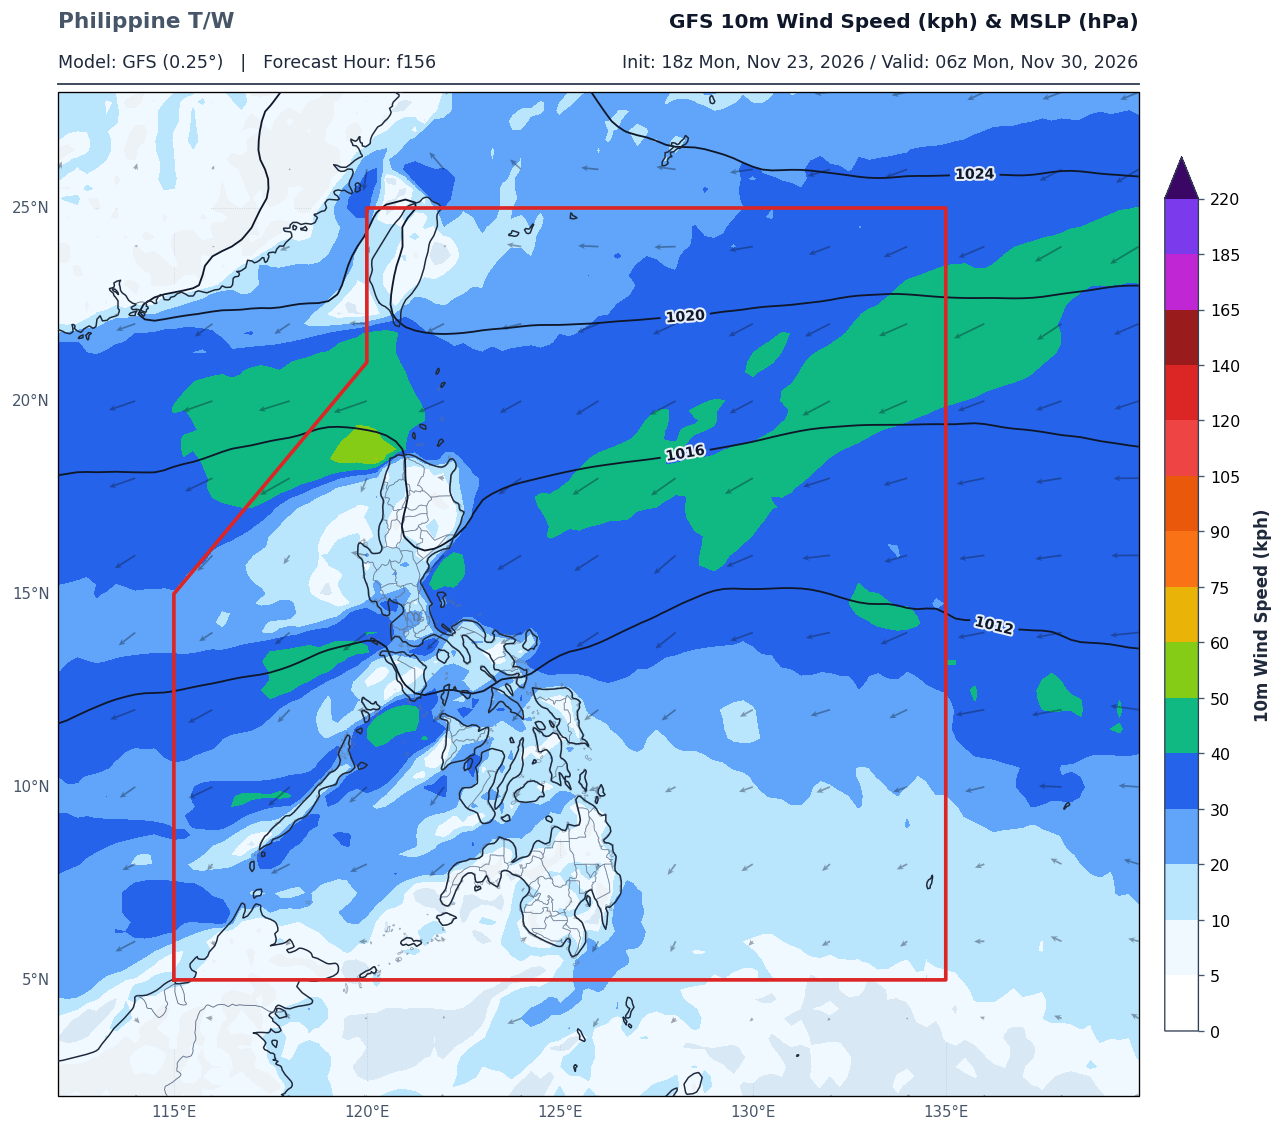 Philippine T/W
GFS 10m Wind Speed (kph) & MSLP (hPa)
Model: GFS (0.25°) | Forecast Hour: f156
Init: 18z Mon, Nov 23, 2026 / Valid: 06z Mon, Nov 30, 2026
1024
1020
1016
1012
25°N
20°N
15°N
10°N
5°N
115°E
120°E
125°E
130°E
135°E
220
185
165
140
120
105
90
75
60
50
40
30
20
10
5
0
10m Wind Speed (kph)